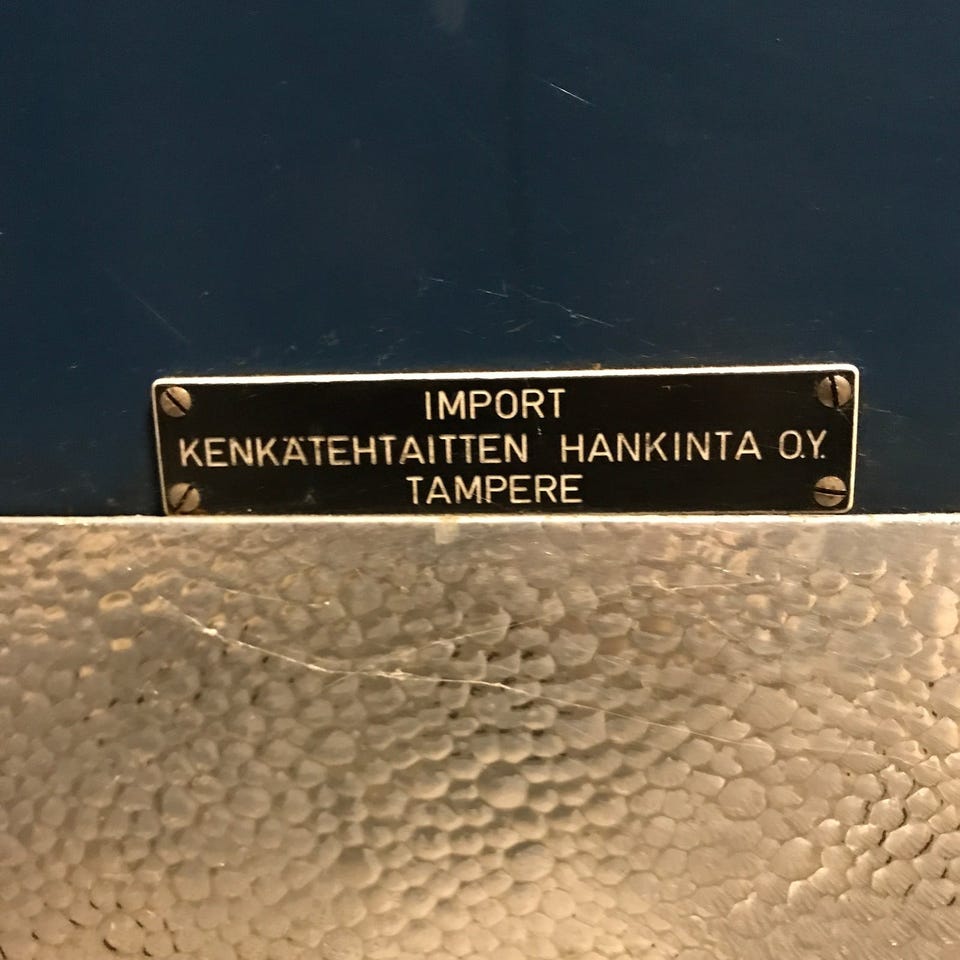 IMPORT
KENKÄTEHTAITTEN HANKINTA O.Y.
TAMPERE